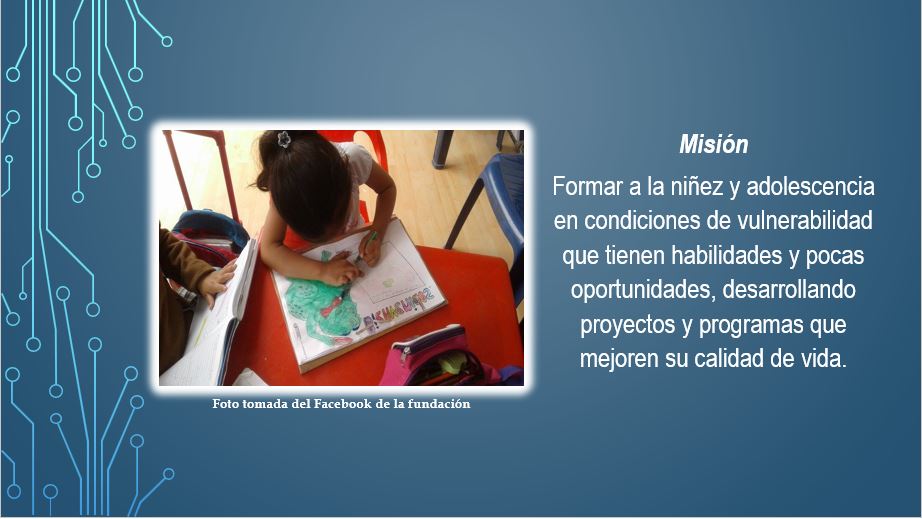 Misión
Formar a la niñez y adolescencia
en condiciones de vulnerabilidad
que tienen habilidades y pocas
oportunidades, desarrollando
proyectos y programas que
mejoren su calidad de vida.
Foto tomada del Facebook de la fundación